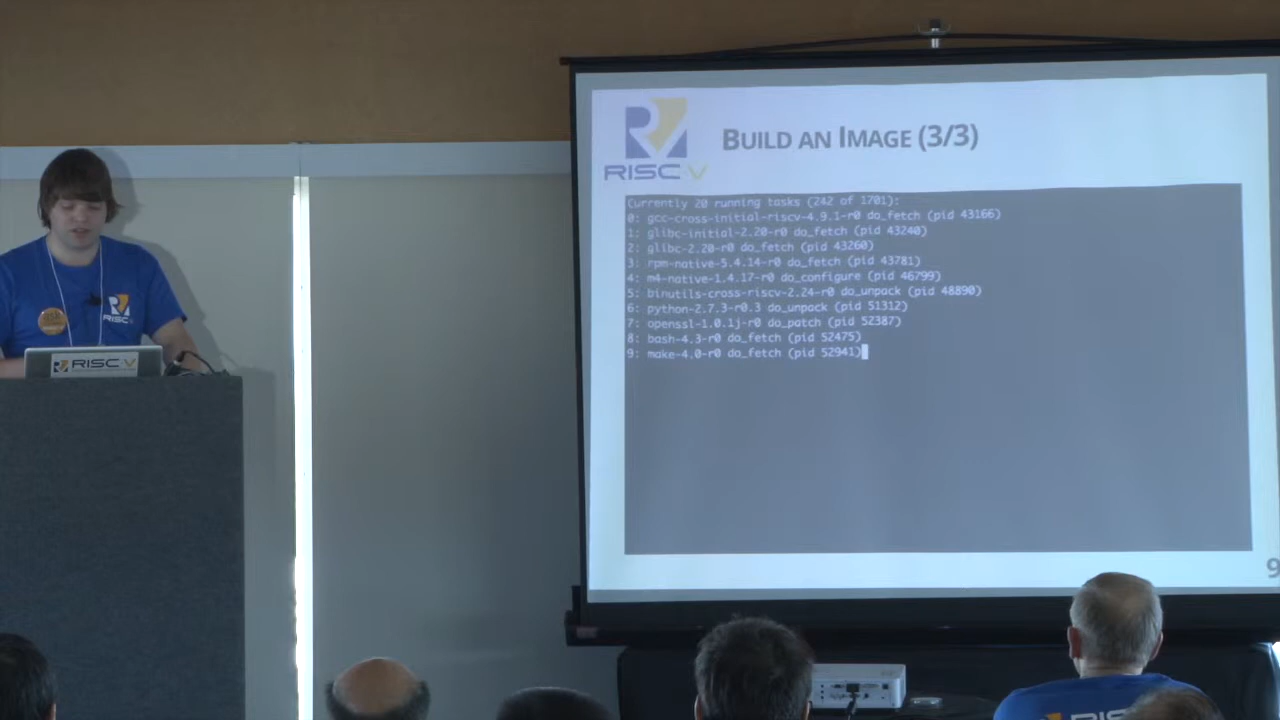 RISC V
BUILD AN IMAGE (3/3)
Currently 20 running tasks (242 of 1701):
0: gcc-cross-initial-riscv-4.9.1-r0 do_fetch (pid 43166)
1: glibc-initial-2.20-r0 do_fetch (pid 43240)
2: glibc-2.20-r0 do_fetch (pid 43260)
3: rpm-native-5.4.14-r0 do_fetch (pid 43781)
4: m4-native-1.4.17-r0 do_configure (pid 46799)
5: binutils-cross-riscv-2.24-r0 do_unpack (pid 48890)
6: python-2.7.3-r0.3 do_unpack (pid 51312)
7: openssl-1.0.1j-r0 do_patch (pid 52387)
8: bash-4.3-r0 do_fetch (pid 52475)
9: make-4.0-r0 do_fetch (pid 52941)
9
RISC V
RISC V
RIS